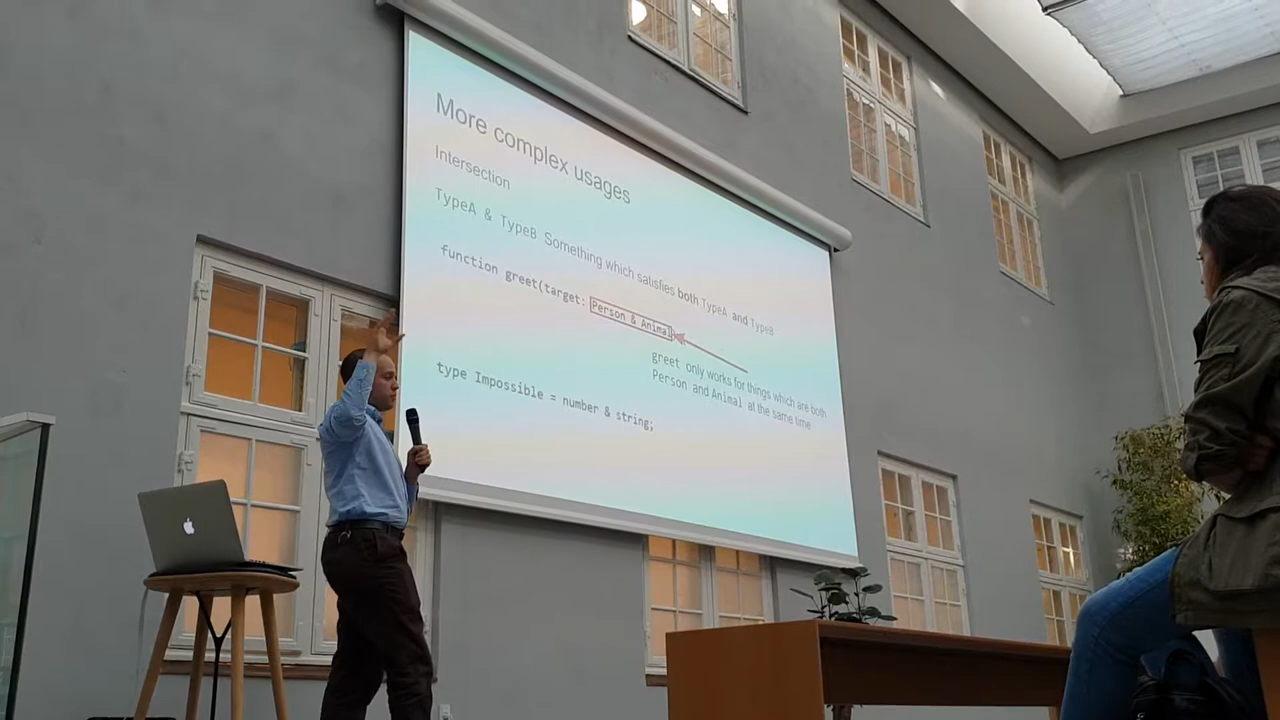 More complex usages
Intersection
TypeA & TypeB Something which satisfies both TypeA and TypeB
function greet(target: Person & Animal
greet only works for things which are both
Person and Animal at the same time
type Impossible = number & string;